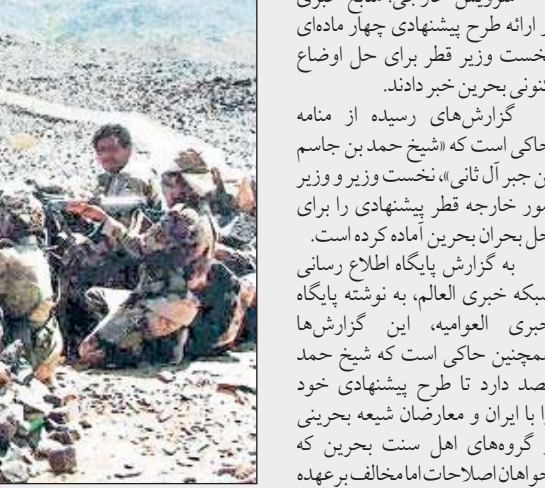 سرویس خارجی: منابع خبری
ارائه طرح پیشنهادی چهار ماده‌ای
نخست وزیر قطر برای حل اوضاع
کنونی بحرین خبر دادند.
گزارش‌های رسیده از منامه
حاکی است که «شیخ حمد بن جاسم
بن جبر آل ثانی»، نخست وزیر و وزیر
امور خارجه قطر پیشنهادی را برای
حل بحران بحرین آماده کرده است.
به گزارش پایگاه اطلاع رسانی
شبکه خبری العالم، به نوشته پایگاه
خبری العوامیه، این گزارش‌ها
همچنین حاکی است که شیخ حمد
قصد دارد تا طرح پیشنهادی خود
را با ایران و معارضان شیعه بحرینی
و گروه‌های اهل سنت بحرین که
خواهان اصلاحات اما مخالف بر عهده